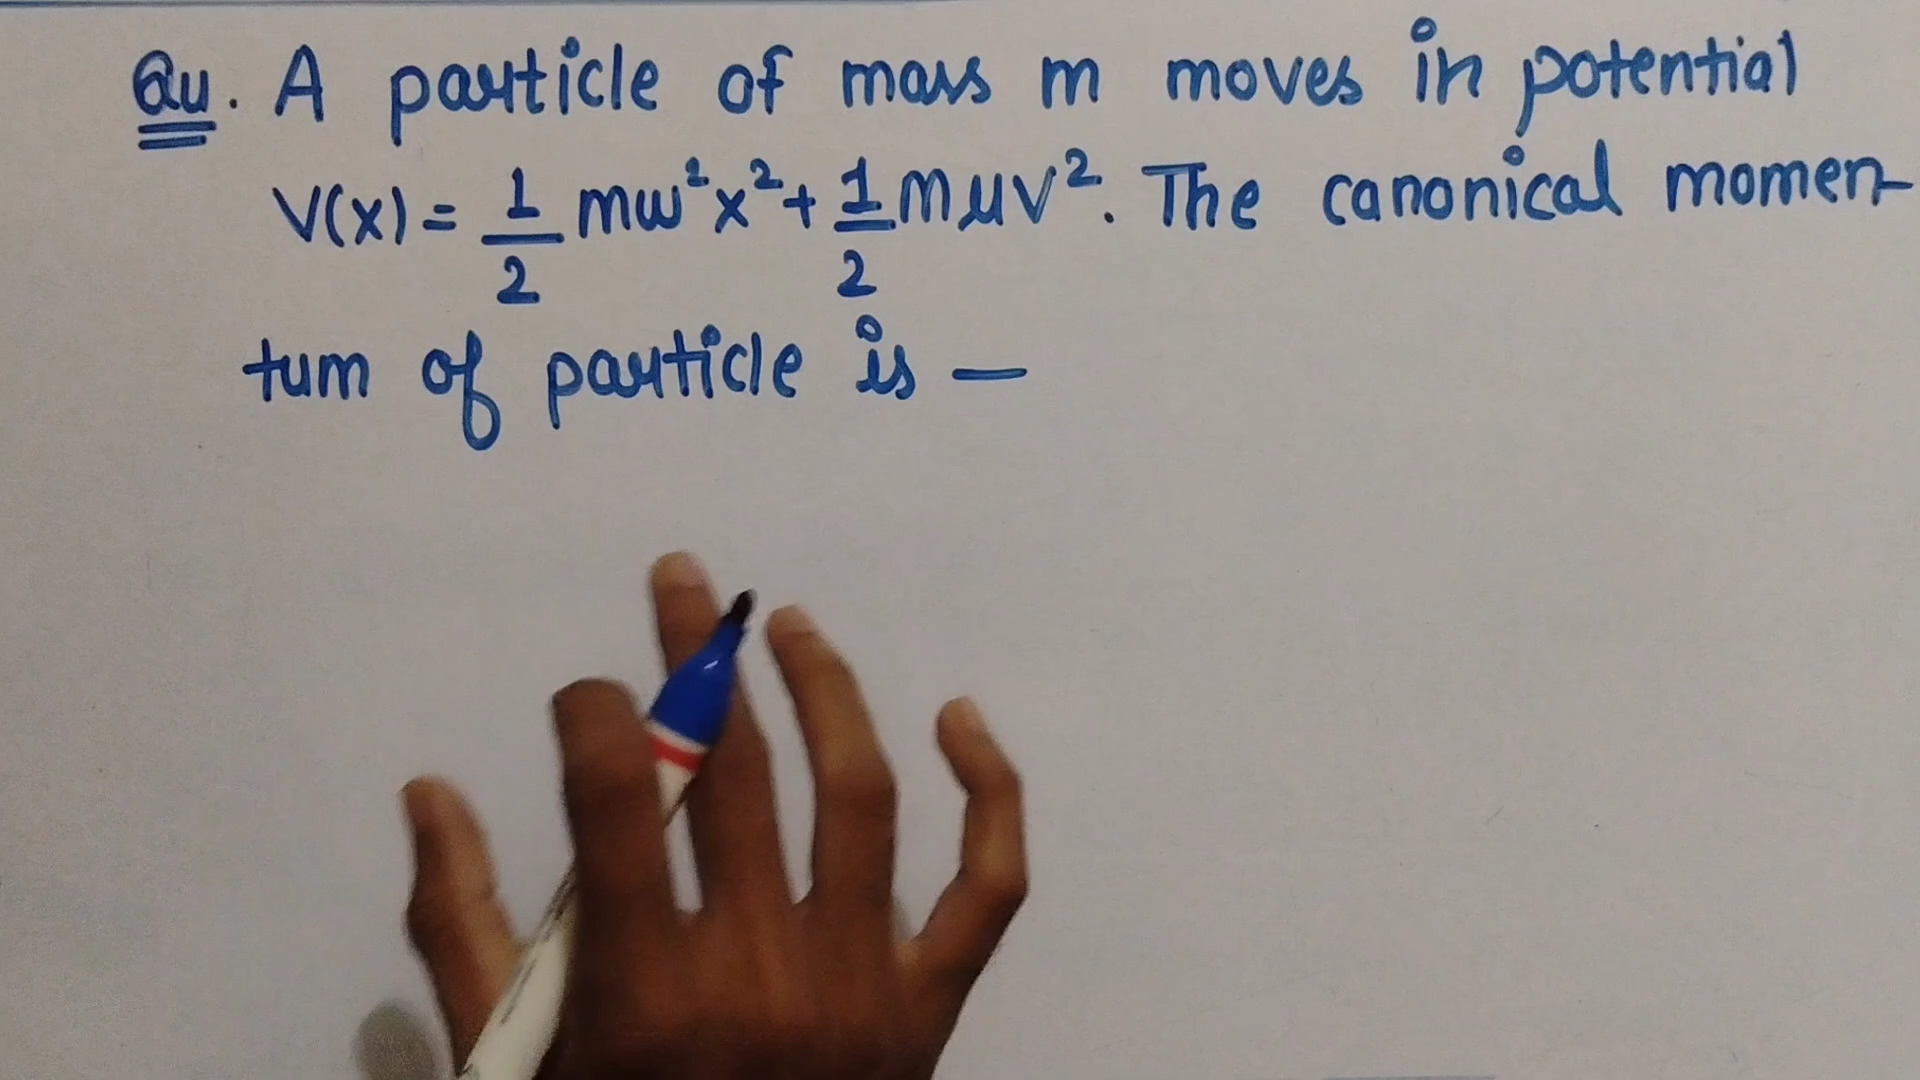 Qu. A particle of mass m moves in potential
V(x) = 1/2 mω²x² + 1/2 mμv². The canonical momen-
tum of particle is —